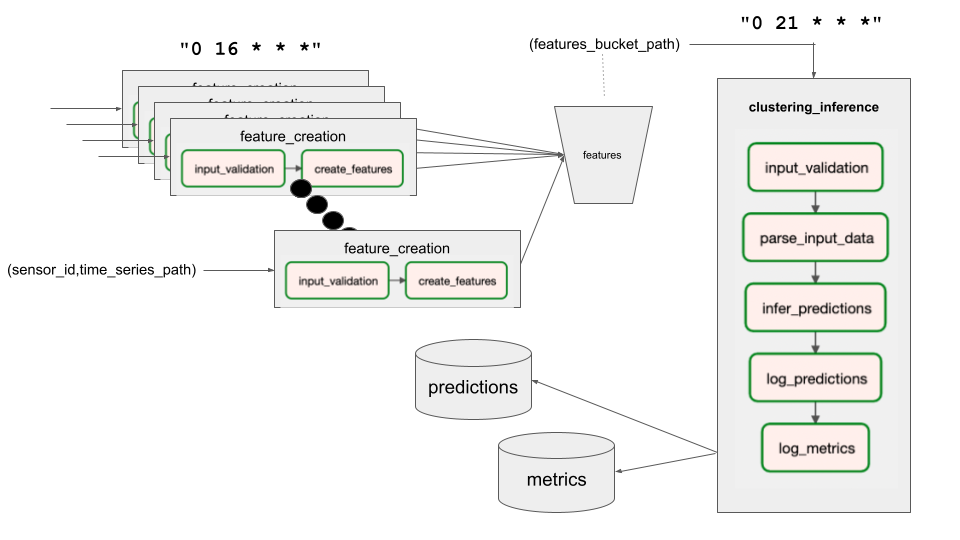 "0 21 * * *"
"0 16 * * *"
(features_bucket_path)
feature_creation
feature_creation
feature_creation
feature_creation
input_validation
create_features
features
clustering_inference
input_validation
parse_input_data
infer_predictions
log_predictions
log_metrics
feature_creation
(sensor_id,time_series_path)
input_validation
create_features
predictions
metrics